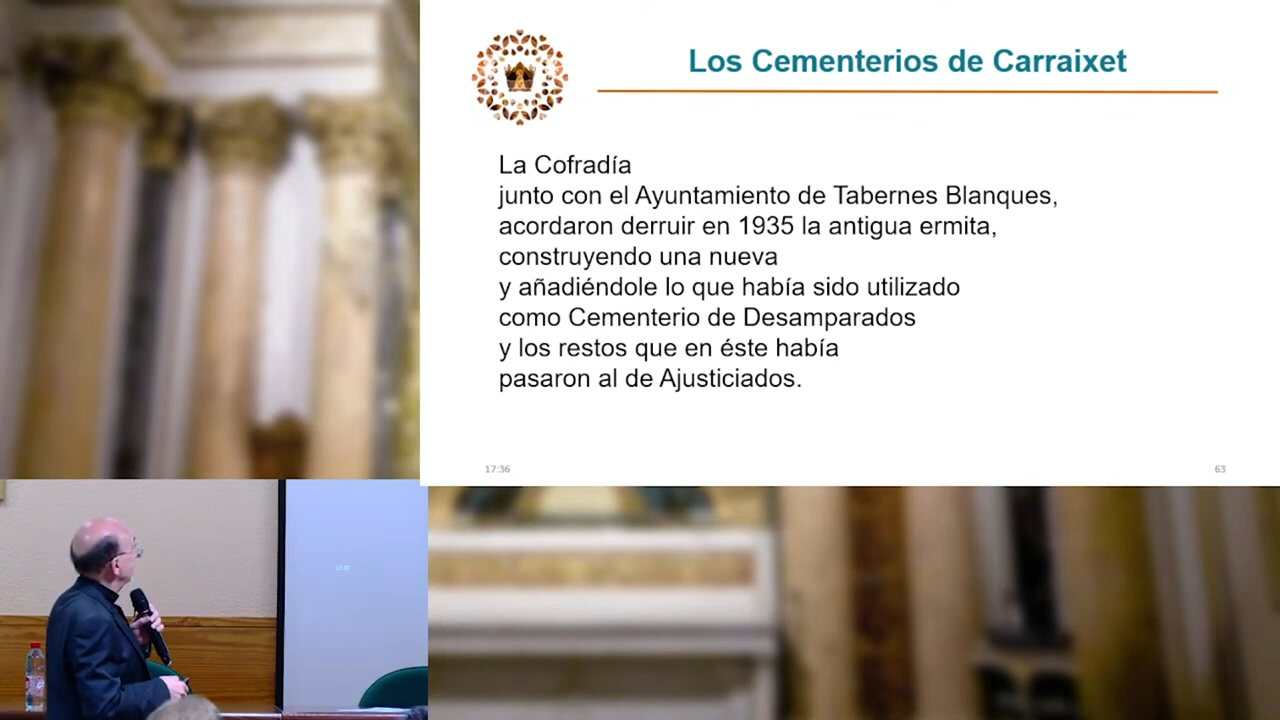 Los Cementerios de Carraixet
La Cofradía
junto con el Ayuntamiento de Tabernes Blanques,
acordaron derruir en 1935 la antigua ermita,
construyendo una nueva
y añadiéndole lo que había sido utilizado
como Cementerio de Desamparados
y los restos que en éste había
pasaron al de Ajusticiados.
17:36
63